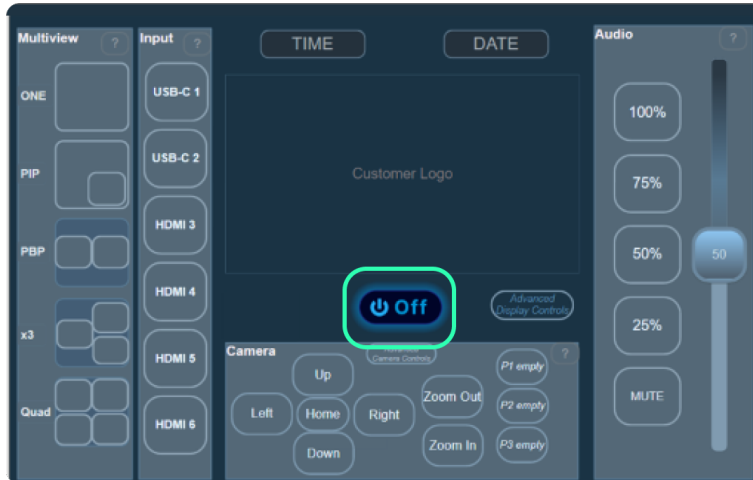 Multiview ?
ONE
PIP
PBP
x3
Quad
Input ?
USB-C 1
USB-C 2
HDMI 3
HDMI 4
HDMI 5
HDMI 6
TIME
DATE
Customer Logo
Off
Advanced
Display Controls
Camera
Advanced
Camera Controls
?
Up
Left
Home
Right
Down
Zoom Out
Zoom In
P1 empty
P2 empty
P3 empty
Audio ?
100%
75%
50%
25%
MUTE
50